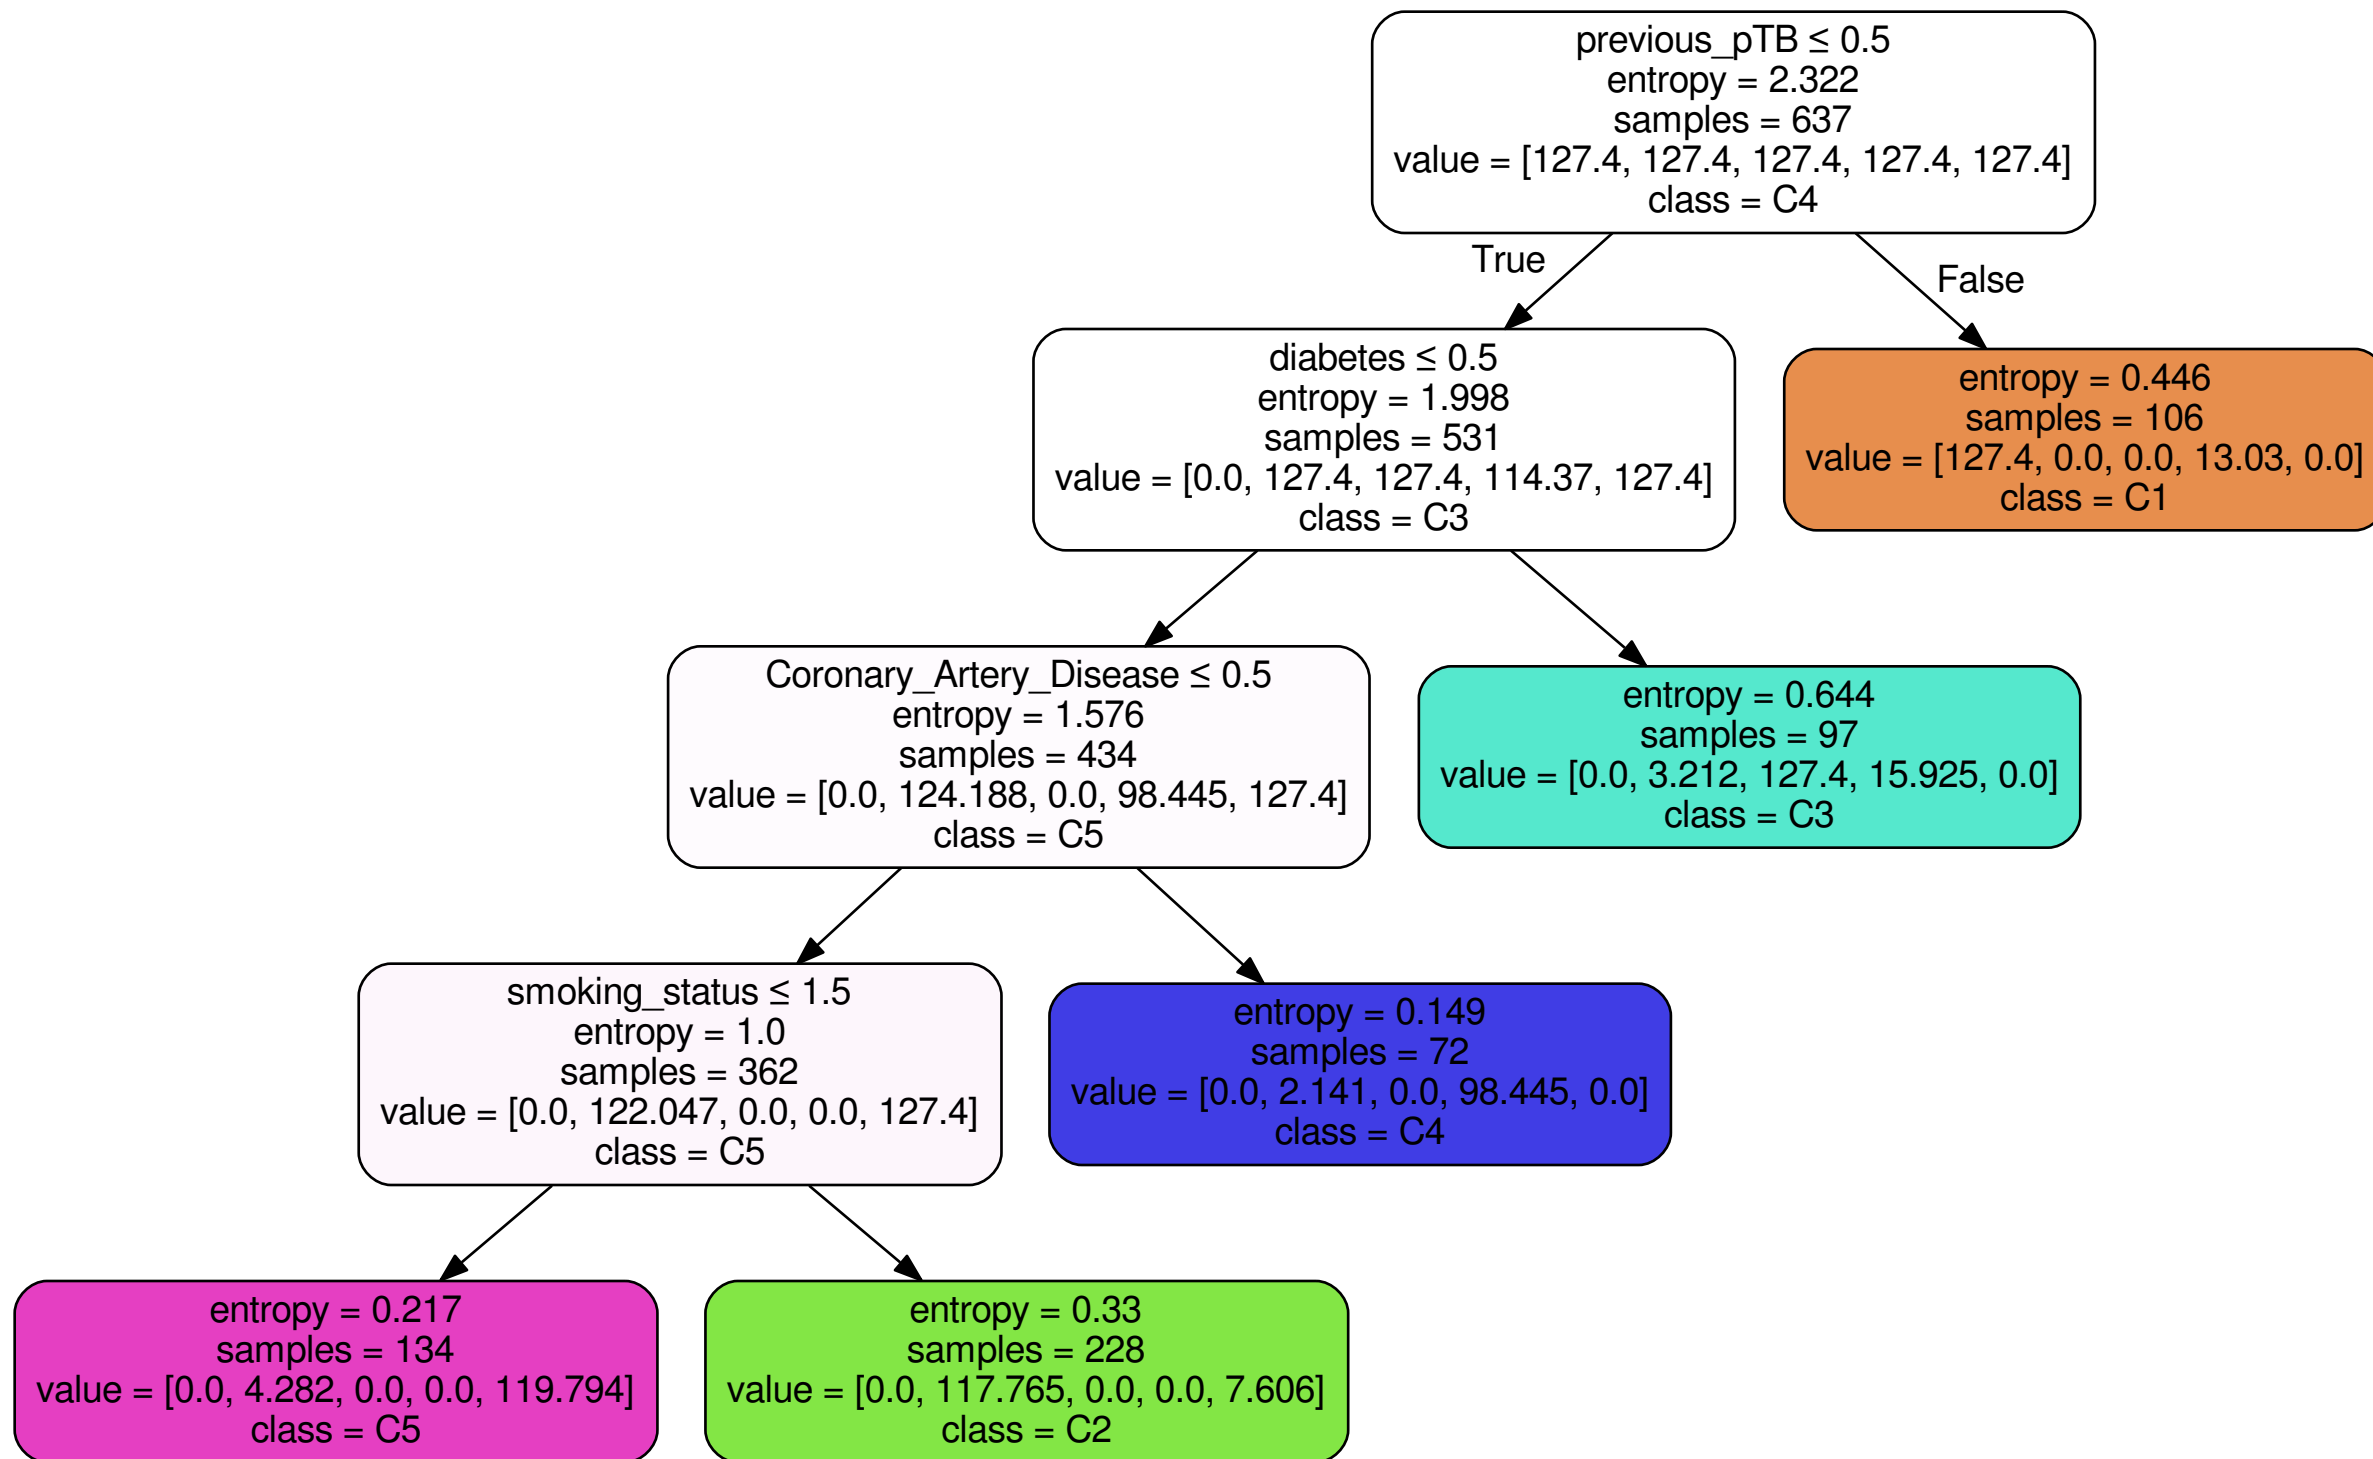 previous_pTB ≤ 0.5
entropy = 2.322
samples = 637
value = [127.4, 127.4, 127.4, 127.4, 127.4]
class = C4
True
False
diabetes ≤ 0.5
entropy = 1.998
samples = 531
value = [0.0, 127.4, 127.4, 114.37, 127.4]
class = C3
entropy = 0.446
samples = 106
value = [127.4, 0.0, 0.0, 13.03, 0.0]
class = C1
Coronary_Artery_Disease ≤ 0.5
entropy = 1.576
samples = 434
value = [0.0, 124.188, 0.0, 98.445, 127.4]
class = C5
entropy = 0.644
samples = 97
value = [0.0, 3.212, 127.4, 15.925, 0.0]
class = C3
smoking_status ≤ 1.5
entropy = 1.0
samples = 362
value = [0.0, 122.047, 0.0, 0.0, 127.4]
class = C5
entropy = 0.149
samples = 72
value = [0.0, 2.141, 0.0, 98.445, 0.0]
class = C4
entropy = 0.217
samples = 134
value = [0.0, 4.282, 0.0, 0.0, 119.794]
class = C5
entropy = 0.33
samples = 228
value = [0.0, 117.765, 0.0, 0.0, 7.606]
class = C2